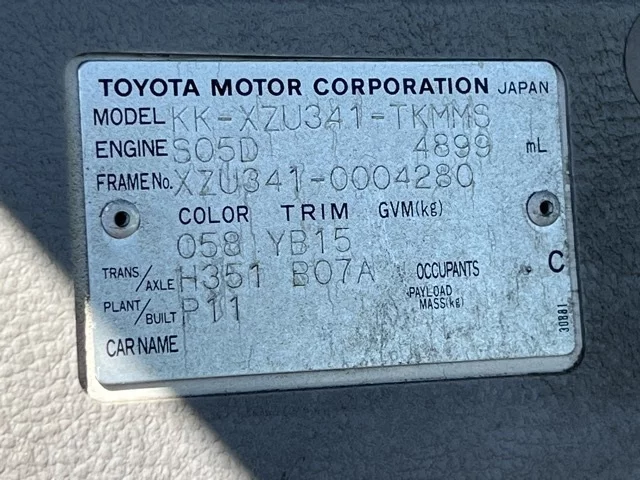 TOYOTA MOTOR CORPORATION JAPAN
MODEL KK-XZU341-TKMMS
ENGINE S05D 4899 mL
FRAME No. XZU341-0004280
COLOR TRIM GVM(kg)
058 YB15
TRANS/AXLE H351 B07A OCCUPANTS C
PLANT/BUILT P11 PAYLOAD MASS(kg)
CAR NAME
30881